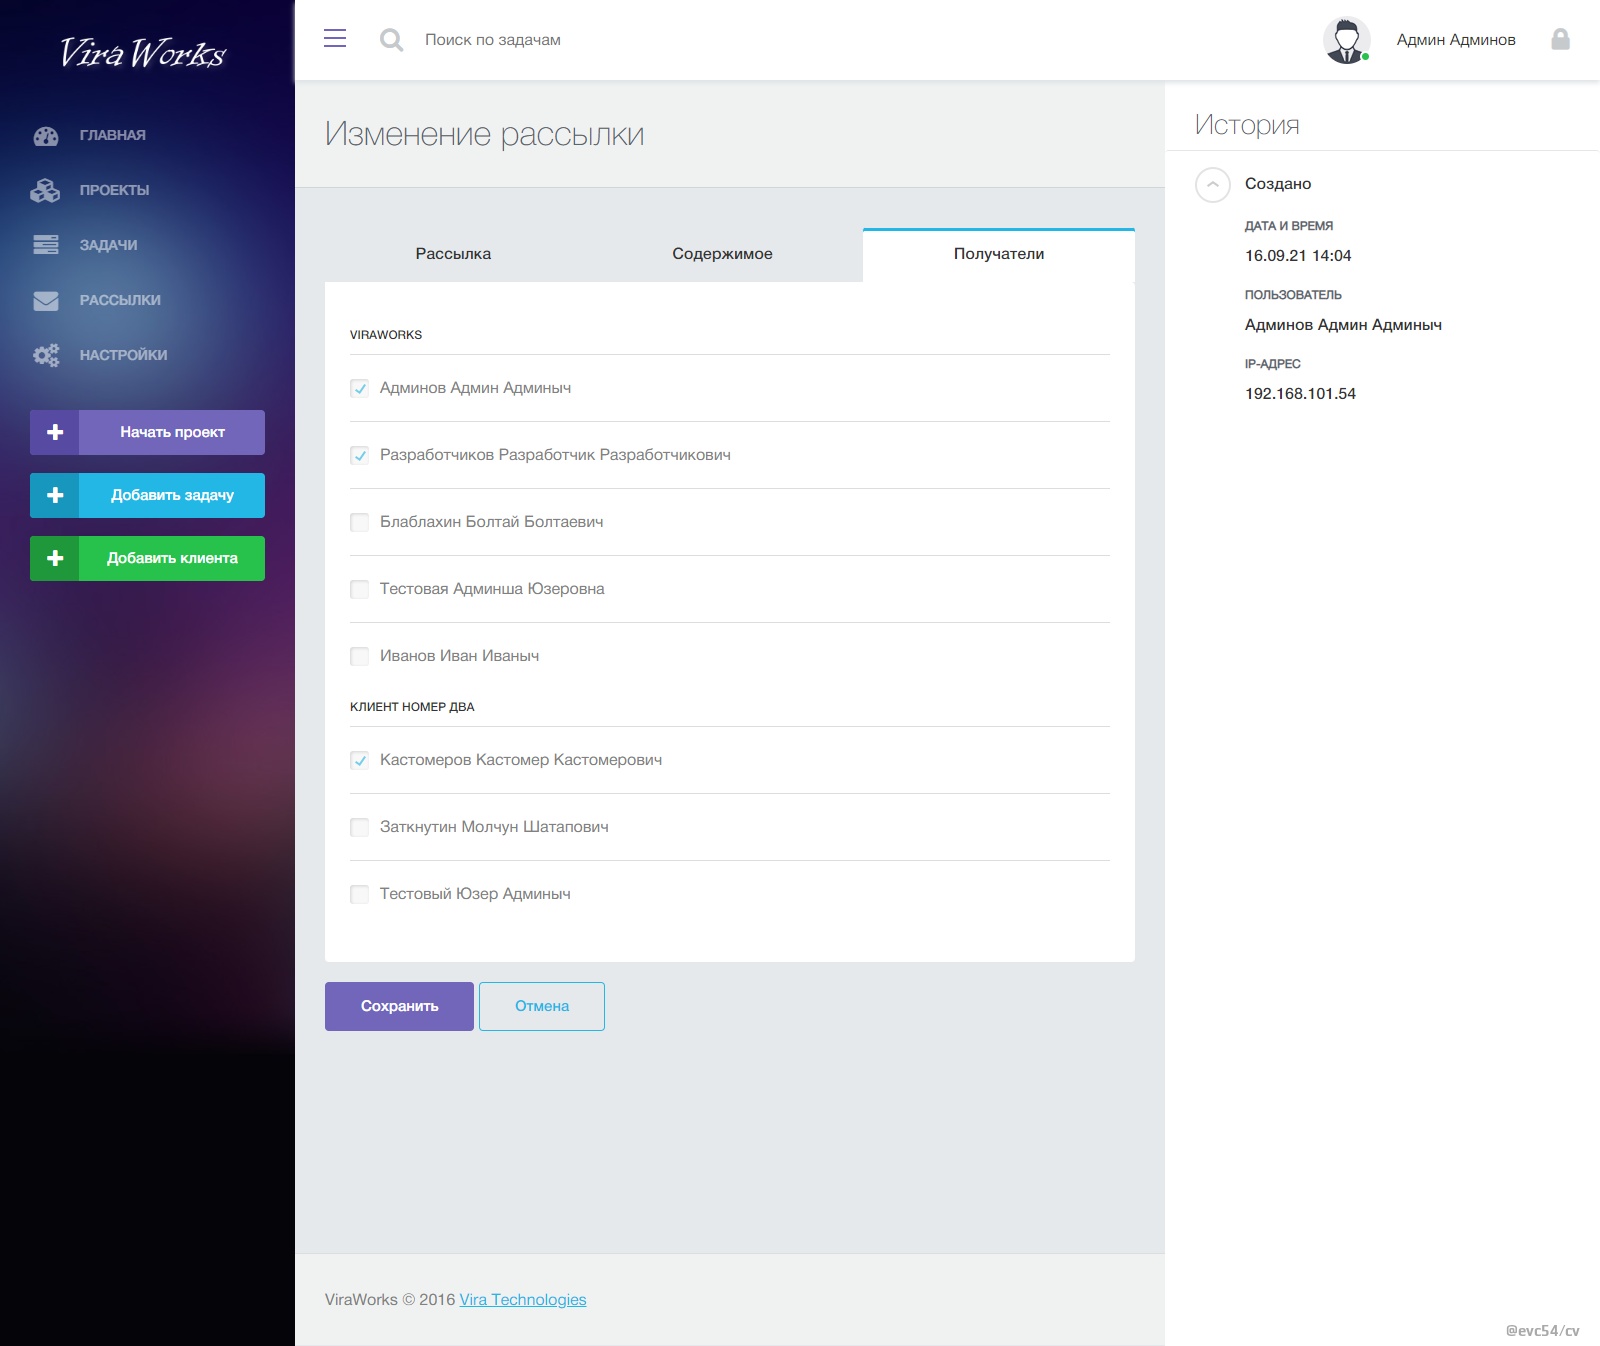 Vira Works
ГЛАВНАЯ
ПРОЕКТЫ
ЗАДАЧИ
РАССЫЛКИ
НАСТРОЙКИ
Начать проект
Добавить задачу
Добавить клиента
Поиск по задачам
Админ Админов
Изменение рассылки
Рассылка
Содержимое
Получатели
VIRAWORKS
Админов Админ Админыч
Разработчиков Разработчик Разработчикович
Блаблахин Болтай Болтаевич
Тестовая Админша Юзеровна
Иванов Иван Иваныч
КЛИЕНТ НОМЕР ДВА
Кастомеров Кастомер Кастомерович
Заткнутин Молчун Шатапович
Тестовый Юзер Админыч
Сохранить
Отмена
ViraWorks © 2016 Vira Technologies
История
Создано
ДАТА И ВРЕМЯ
16.09.21 14:04
ПОЛЬЗОВАТЕЛЬ
Админов Админ Админыч
IP-АДРЕС
192.168.101.54
@evc54/cv